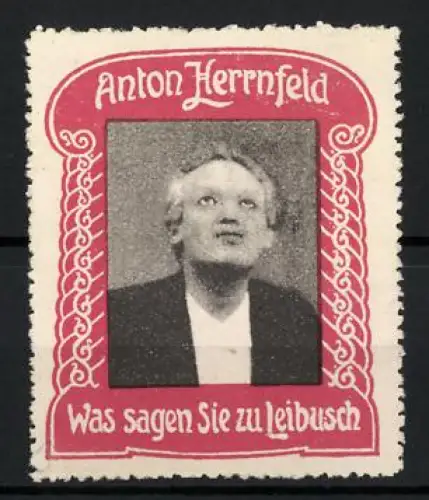 Anton Herrnfeld
Was sagen Sie zu Leibusch